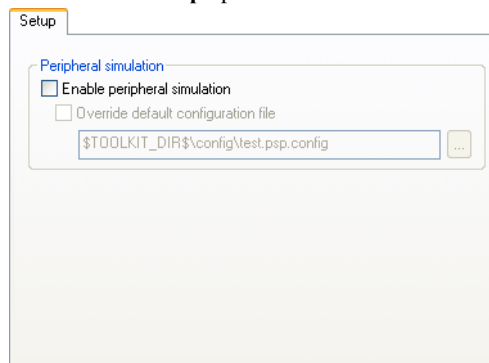 Setup
Peripheral simulation
Enable peripheral simulation
Override default configuration file
$TOOLKIT_DIR$\config\test.psp.config
...